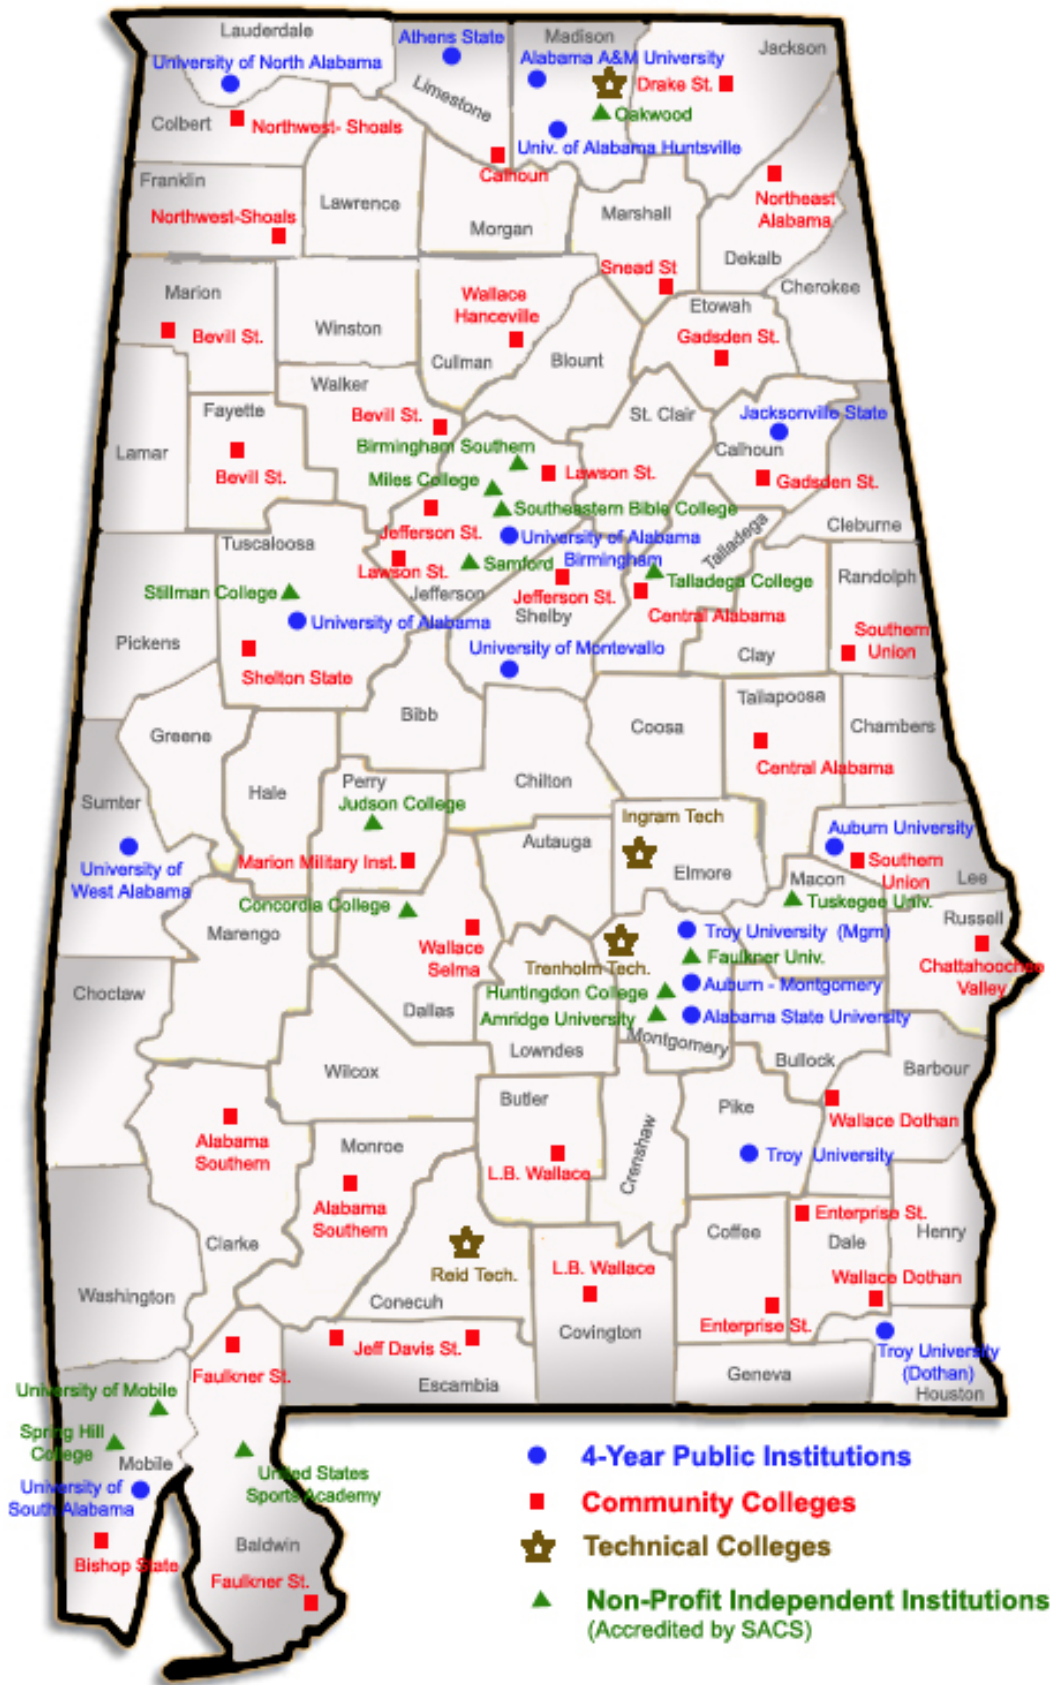 Lauderdale
Athens State
Madison
Jackson
University of North Alabama
Alabama A&M University
Limestone
Drake St.
Oakwood
Colbert
Northwest- Shoals
Univ. of Alabama Huntsville
Calhoun
Franklin
Lawrence
Northeast
Alabama
Northwest-Shoals
Marshall
Morgan
Dekalb
Snead St
Cherokee
Marion
Wallace
Hanceville
Etowah
Winston
Bevill St.
Gadsden St.
Cullman
Blount
Walker
Fayette
Bevill St.
St. Clair
Jacksonville State
Lamar
Birmingham Southern
Calhoun
Bevill St.
Miles College
Lawson St.
Gadsden St.
Southeastern Bible College
Talladega
Cleburne
Jefferson St.
Tuscaloosa
University of Alabama
Birmingham
Lawson St.
Samford
Talladega College
Randolph
Stillman College
Jefferson
Jefferson St.
Shelby
Central Alabama
University of Alabama
Southern
Union
Pickens
University of Montevallo
Clay
Shelton State
Tallapoosa
Bibb
Coosa
Chambers
Greene
Central Alabama
Perry
Chilton
Hale
Sumter
Judson College
Ingram Tech
Auburn University
Autauga
University of
West Alabama
Marion Military Inst.
Elmore
Southern
Union
Lee
Macon
Concordia College
Tuskegee Univ.
Russell
Marengo
Wallace
Selma
Troy University (Mgm)
Trenholm Tech.
Faulkner Univ.
Chattahoochee
Valley
Choctaw
Huntingdon College
Auburn - Montgomery
Dallas
Amridge University
Alabama State University
Montgomery
Lowndes
Bullock
Wilcox
Barbour
Butler
Pike
Wallace Dothan
Alabama
Southern
Monroe
Crenshaw
L.B. Wallace
Troy University
Alabama
Southern
Enterprise St.
Coffee
Henry
Clarke
Dale
Reid Tech.
L.B. Wallace
Wallace Dothan
Washington
Conecuh
Covington
Enterprise St.
Jeff Davis St.
Troy University
(Dothan)
Faulkner St.
Geneva
Escambia
Houston
University of Mobile
Spring Hill
College
Mobile
United States
Sports Academy
University of
South Alabama
Baldwin
Bishop State
Faulkner St.
4-Year Public Institutions
Community Colleges
Technical Colleges
Non-Profit Independent Institutions
(Accredited by SACS)